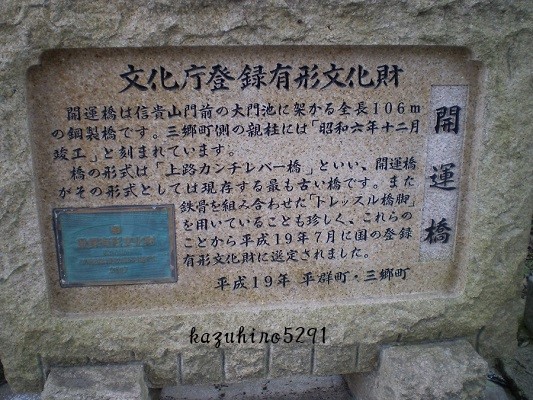 文化庁登録有形文化財
開運橋
開運橋は信貴山門前の大門池に架かる全長106m
の鋼製橋です。三郷町側の親柱には「昭和六年十二月
竣工」と刻まれています。
橋の形式は「上路カンチレバー橋」といい、開運橋
がその形式としては現存する最も古い橋です。また
鉄骨を組み合わせた「トレッスル橋脚」
を用いていることも珍しく、これらの
ことから平成19年7月に国の登録
有形文化財に選定されました。
平成19年 平群町・三郷町
kazuhiro5291